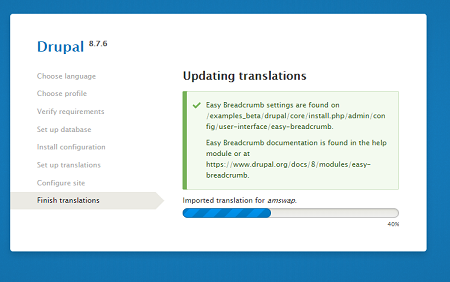 Drupal 8.7.6
Choose language
Choose profile
Verify requirements
Set up database
Install configuration
Set up translations
Configure site
Finish translations
Updating translations
Easy Breadcrumb settings are found on
/examples_beta/drupal/core/install.php/admin/con
fig/user-interface/easy-breadcrumb.
Easy Breadcrumb documentation is found in the help
module or at
https://www.drupal.org/docs/8/modules/easy-
breadcrumb.
Imported translation for amswap.
40%